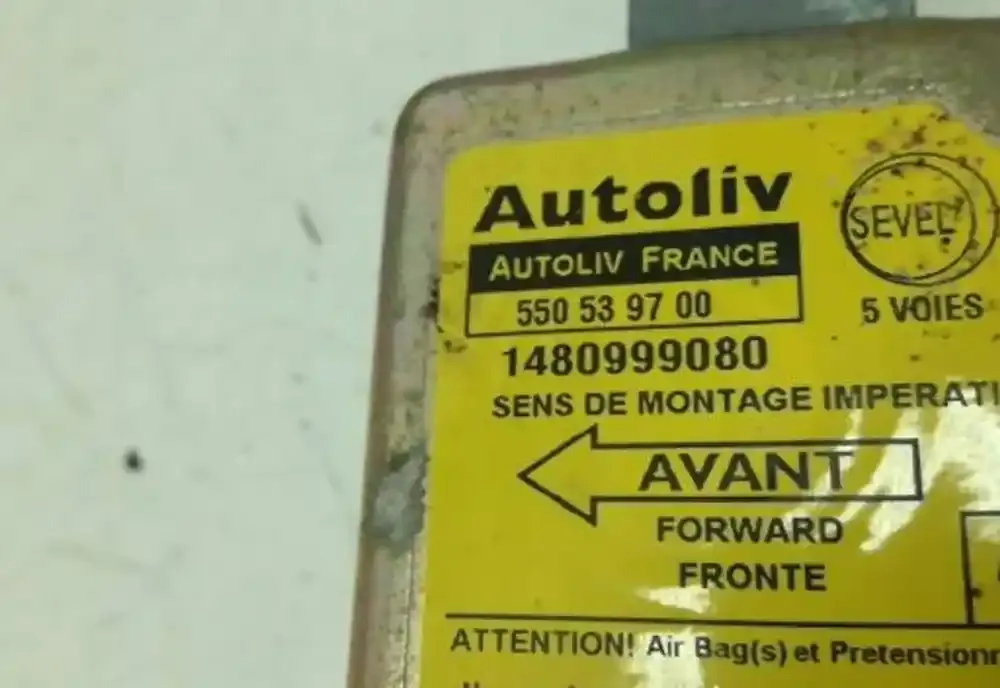 Autoliv
AUTOLIV FRANCE
550 53 97 00
SEVEL
5 VOIES
1480999080
SENS DE MONTAGE IMPERATI
AVANT
FORWARD
FRONTE
ATTENTION! Air Bag(s) et Pretensionn